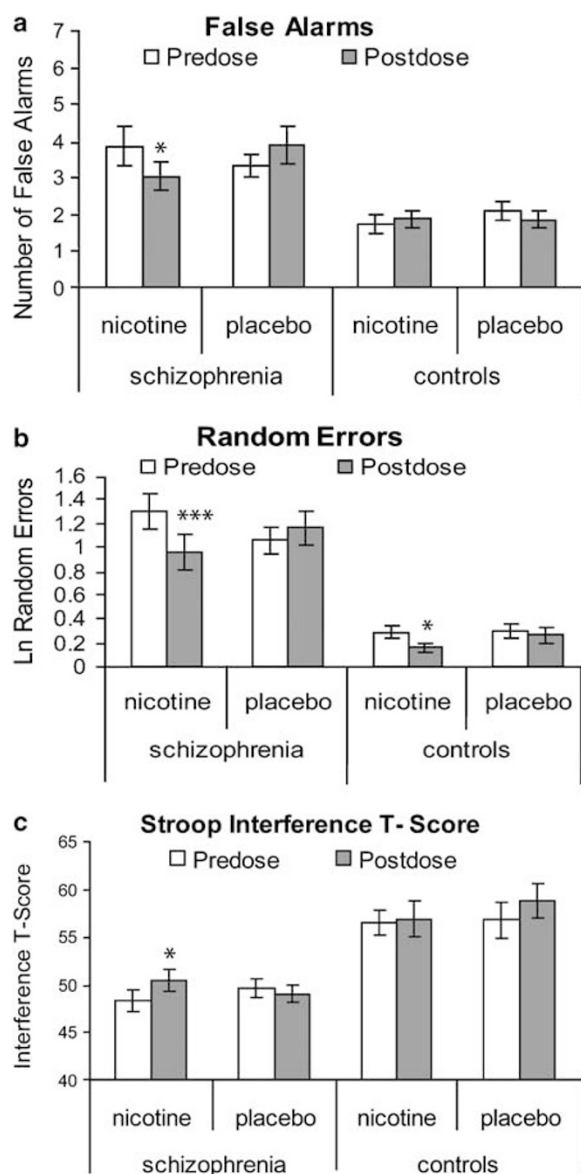 a
False Alarms
Predose Postdose
Number of False Alarms
7
6
5
4
3
2
1
0
*
nicotine placebo nicotine placebo
schizophrenia controls
b
Random Errors
Predose Postdose
Ln Random Errors
1.6
1.4
1.2
1
0.8
0.6
0.4
0.2
0
***
*
nicotine placebo nicotine placebo
schizophrenia controls
c
Stroop Interference T- Score
Predose Postdose
Interference T-Score
65
60
55
50
45
40
*
nicotine placebo nicotine placebo
schizophrenia controls